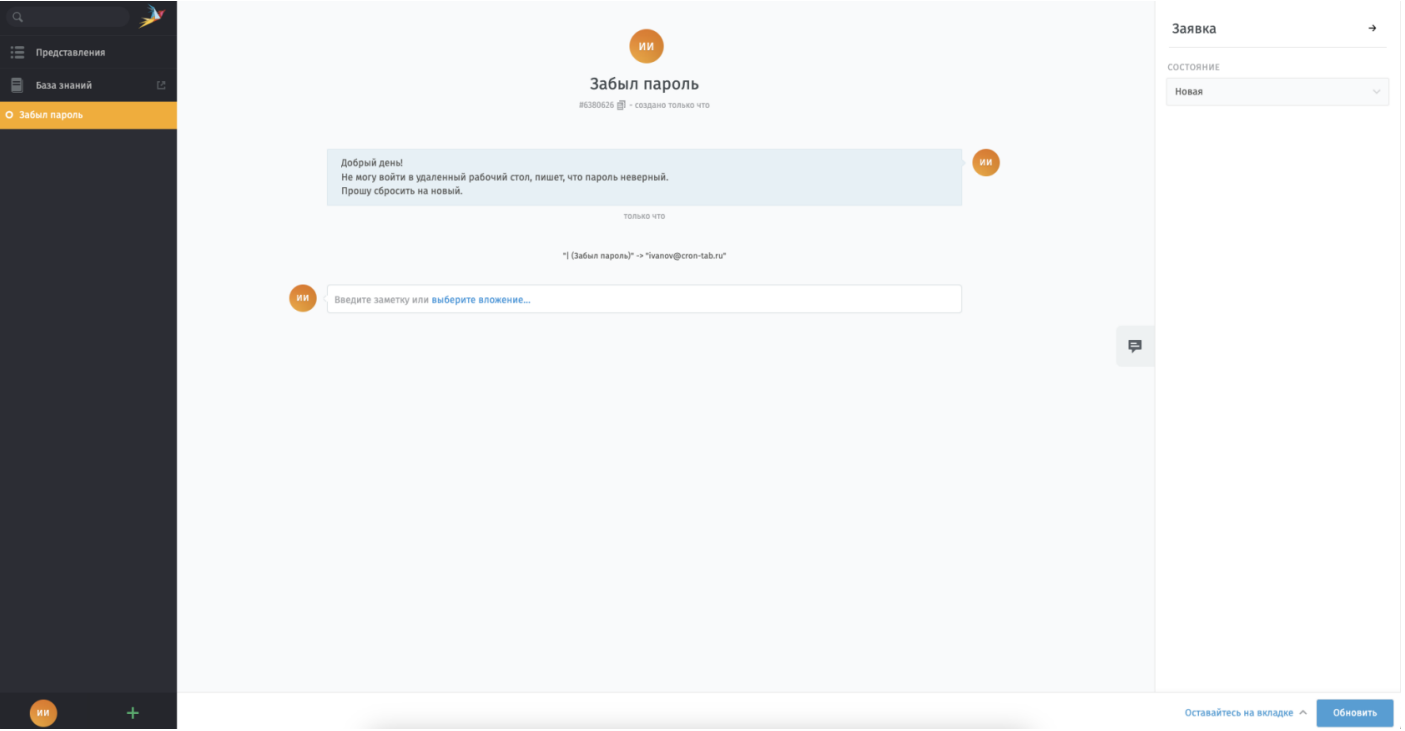 Представления
База знаний
Забыл пароль
ИИ
ИИ
Забыл пароль
#6380626 - создано только что
Добрый день!
Не могу войти в удаленный рабочий стол, пишет, что пароль неверный.
Прошу сбросить на новый.
ИИ
только что
"| (Забыл пароль)" -> "ivanov@cron-tab.ru"
ИИ
Введите заметку или выберите вложение...
Заявка
СОСТОЯНИЕ
Новая
Оставайтесь на вкладке
Обновить